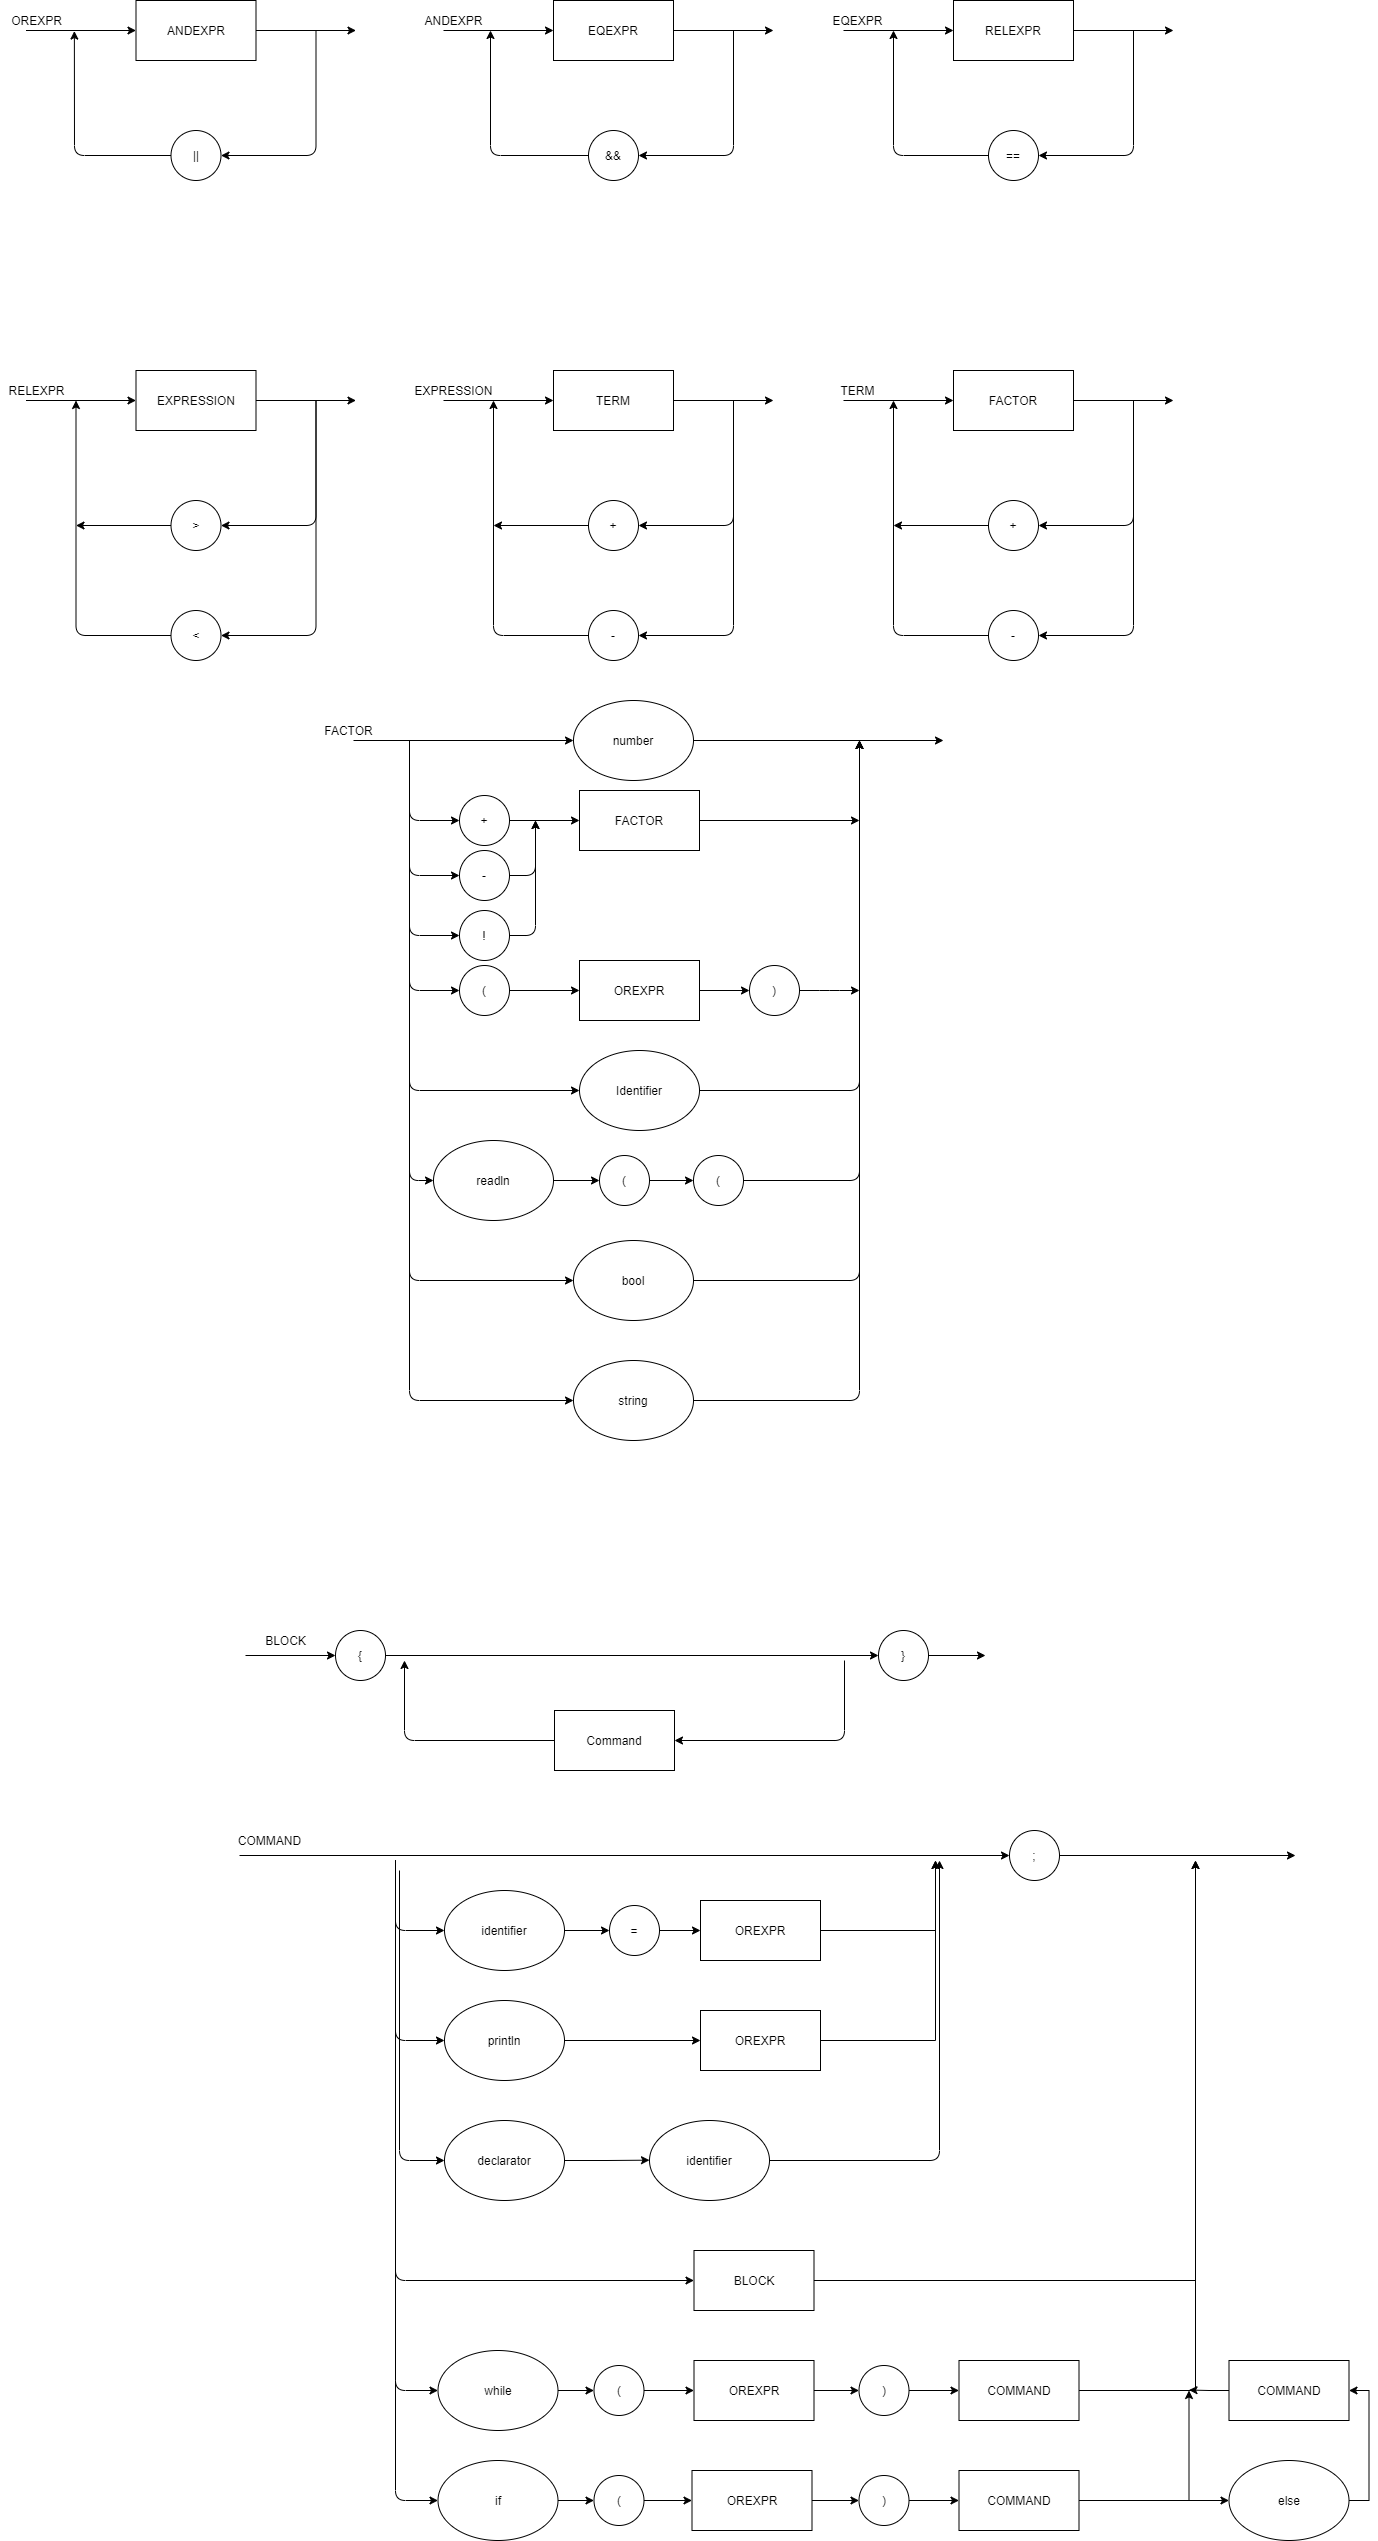 OREXPR
ANDEXPR
||
ANDEXPR
EQEXPR
&&
EQEXPR
RELEXPR
==
RELEXPR
EXPRESSION
>
<
EXPRESSION
TERM
+
-
TERM
FACTOR
+
-
FACTOR
number
+
FACTOR
-
!
(
OREXPR
)
Identifier
readln
(
(
bool
string
BLOCK
{
}
Command
COMMAND
;
identifier
=
OREXPR
println
OREXPR
declarator
identifier
BLOCK
while
(
OREXPR
)
COMMAND
COMMAND
if
(
OREXPR
)
COMMAND
else